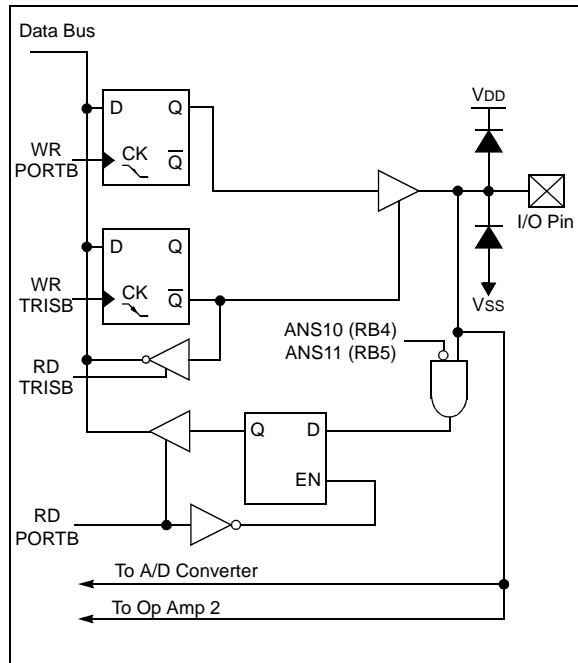 Data Bus
D Q
WR
PORTB
CK
Q
VDD
I/O Pin
D Q
WR
TRISB
CK
Q
VSS
ANS10 (RB4)
ANS11 (RB5)
RD
TRISB
Q D
EN
RD
PORTB
To A/D Converter
To Op Amp 2